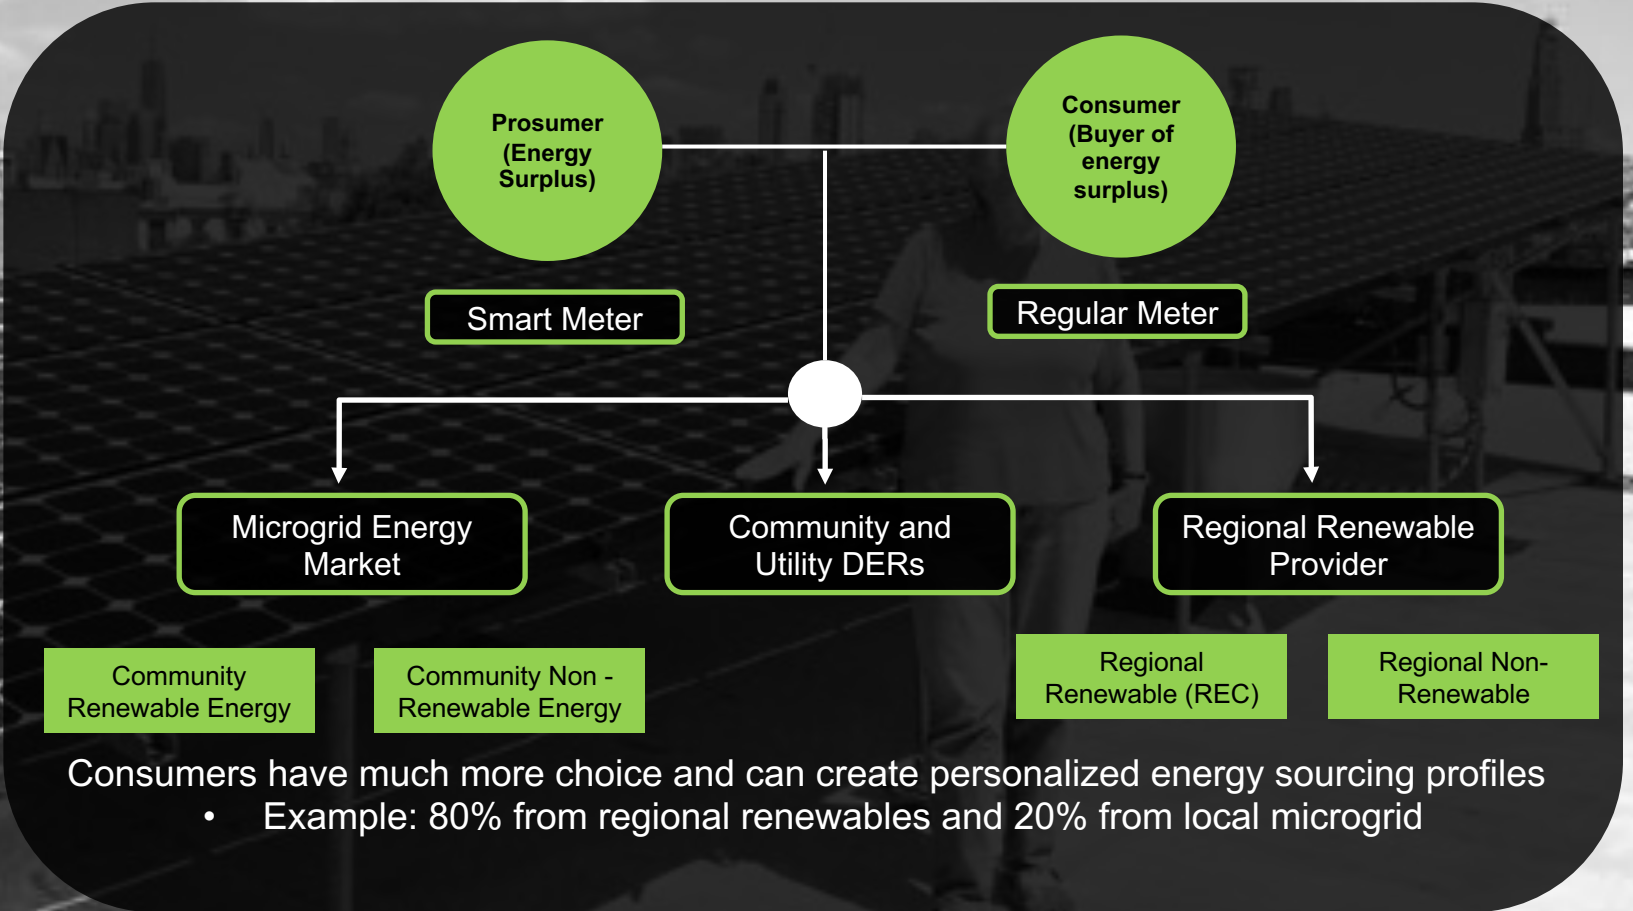 Prosumer
(Energy
Surplus)
Consumer
(Buyer of
energy
surplus)
Smart Meter
Regular Meter
Microgrid Energy
Market
Community and
Utility DERs
Regional Renewable
Provider
Community
Renewable Energy
Community Non -
Renewable Energy
Regional
Renewable (REC)
Regional Non-
Renewable
Consumers have much more choice and can create personalized energy sourcing profiles
• Example: 80% from regional renewables and 20% from local microgrid